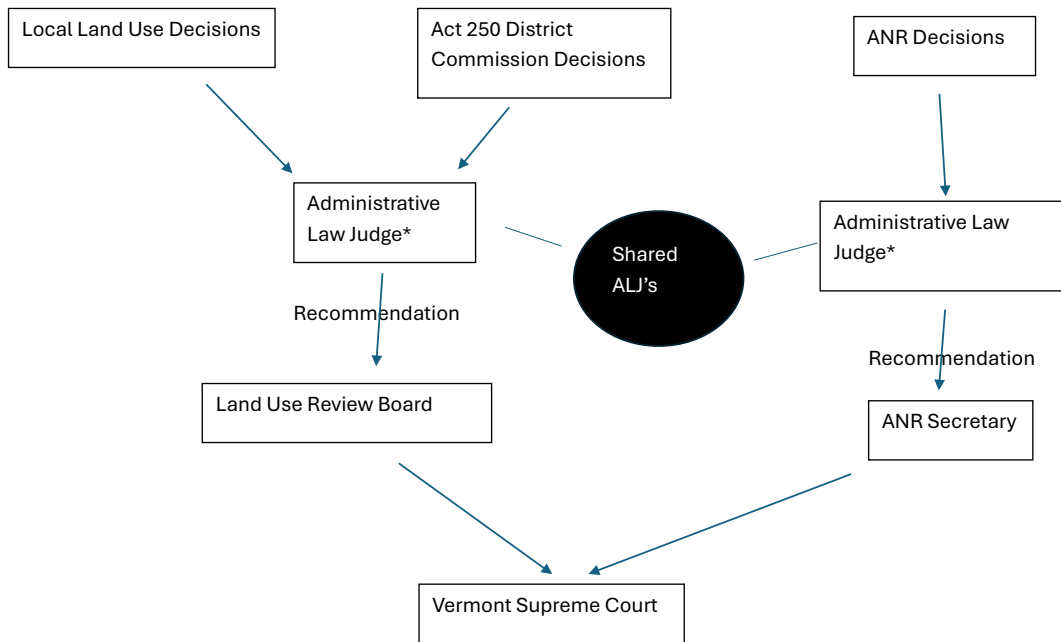 Local Land Use Decisions
Act 250 District
Commission Decisions
ANR Decisions
Administrative
Law Judge*
Shared
ALJ's
Administrative Law
Judge*
Recommendation
Recommendation
Land Use Review Board
ANR Secretary
Vermont Supreme Court